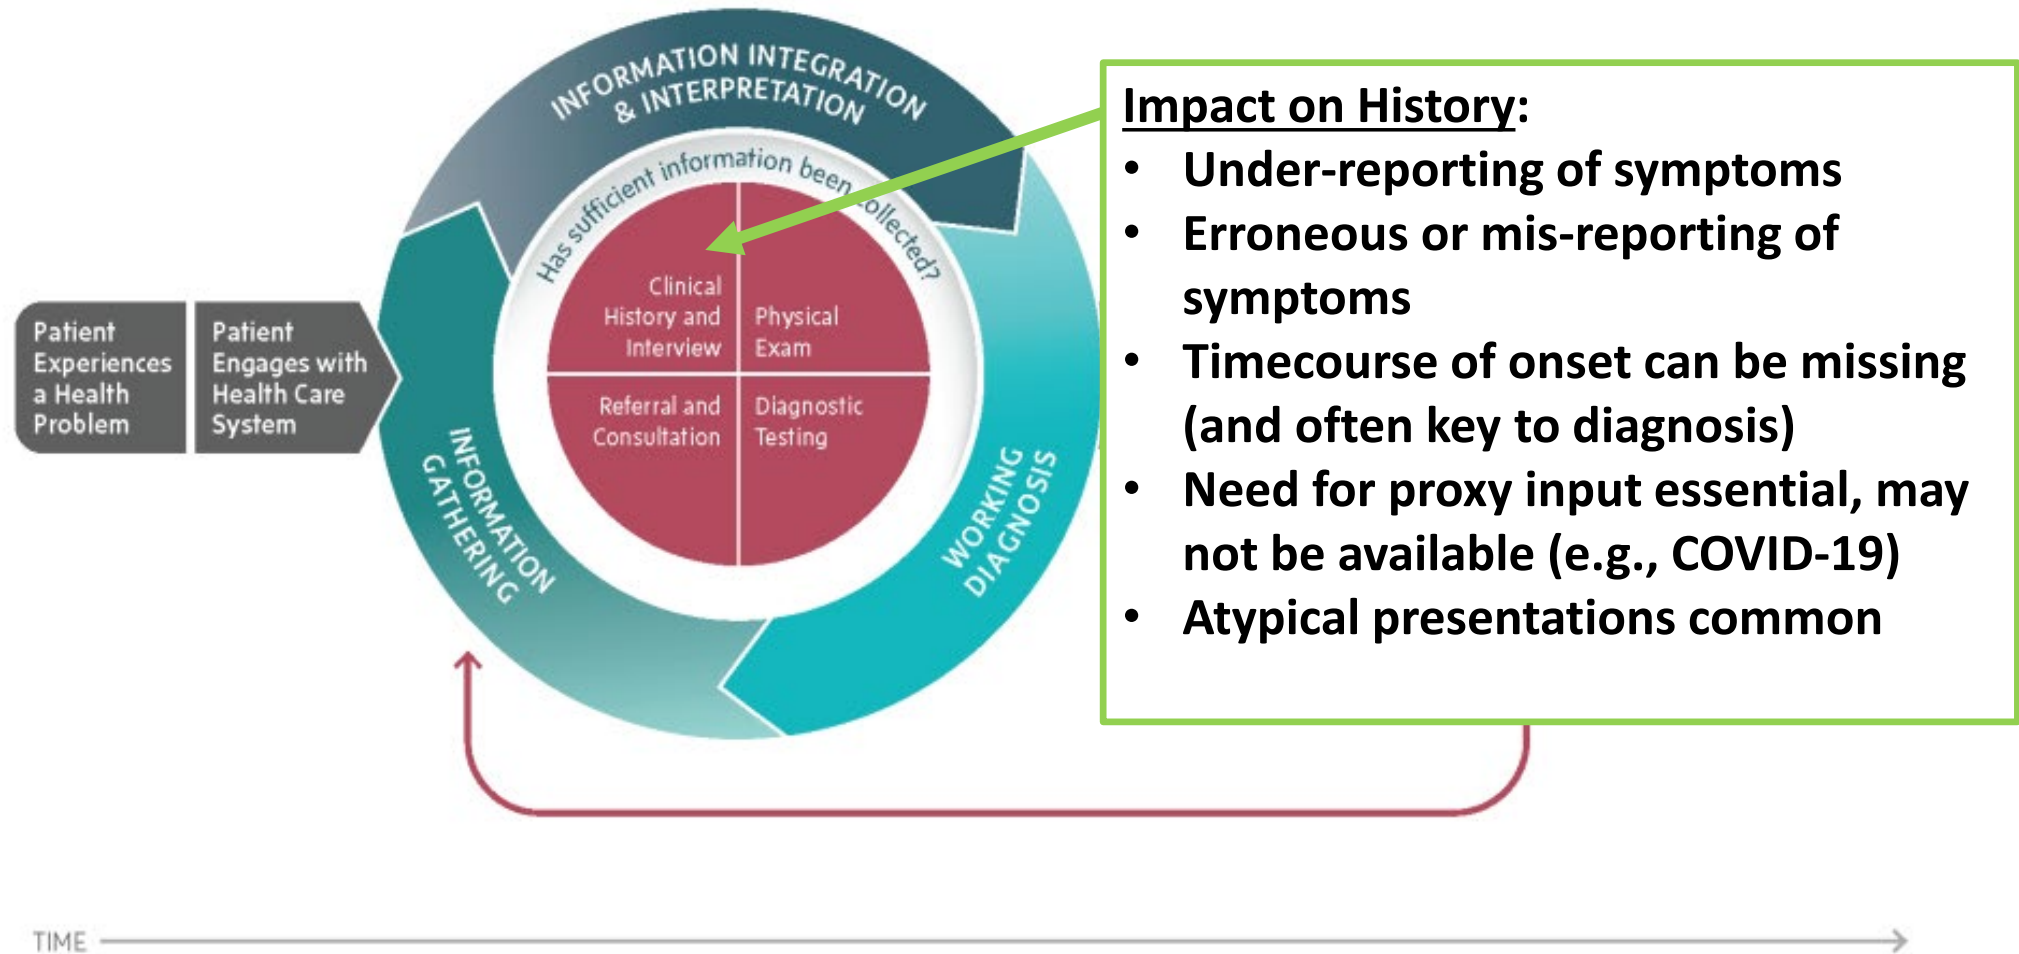 INFORMATION INTEGRATION
& INTERPRETATION
Has sufficient information been collected?
Clinical
History and
Interview
Physical
Exam
Referral and
Consultation
Diagnostic
Testing
Patient
Experiences
a Health
Problem
Patient
Engages with
Health Care
System
INFORMATION
GATHERING
WORKING
DIAGNOSIS
Impact on History:
• Under-reporting of symptoms
• Erroneous or mis-reporting of
symptoms
• Timecourse of onset can be missing
(and often key to diagnosis)
• Need for proxy input essential, may
not be available (e.g., COVID-19)
• Atypical presentations common
TIME